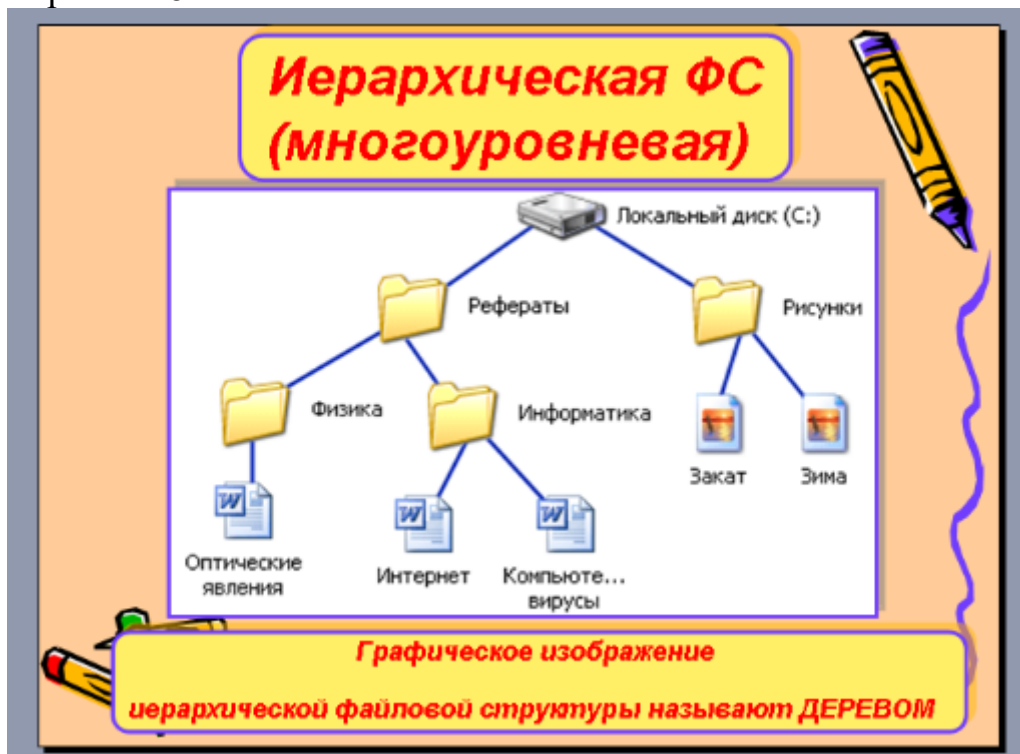 Иерархическая ФС
(многоуровневая)
Локальный диск (C:)
Рефераты
Рисунки
Физика
Информатика
Закат
Зима
Оптические
явления
Интернет
Компьюте...
вирусы
Графическое изображение
иерархической файловой структуры называют ДЕРЕВОМ